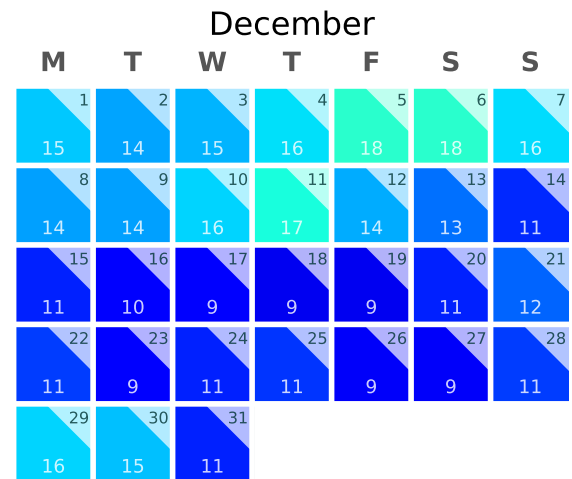 December
M T W T F S S
1 2 3 4 5 6 7
15 14 15 16 18 18 16
8 9 10 11 12 13 14
14 14 16 17 14 13 11
15 16 17 18 19 20 21
11 10 9 9 9 11 12
22 23 24 25 26 27 28
11 9 11 11 9 9 11
29 30 31
16 15 11